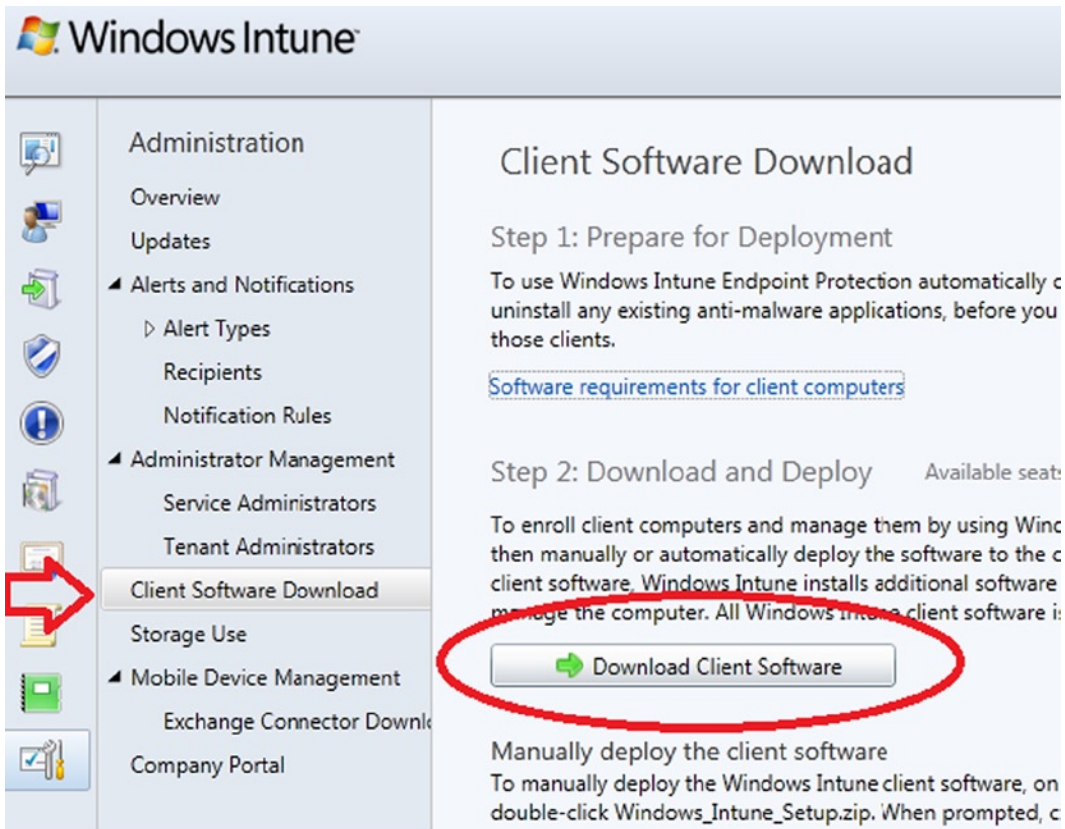 Windows Intune
Administration
Overview
Updates
Alerts and Notifications
Alert Types
Recipients
Notification Rules
Administrator Management
Service Administrators
Tenant Administrators
Client Software Download
Storage Use
Mobile Device Management
Exchange Connector
Company Portal
Client Software Download
Step 1: Prepare for Deployment
To use Windows Intune Endpoint Protection automatically
uninstall any existing anti-malware applications, before you
those clients.
Software requirements for client computers
Step 2: Download and Deploy Available
To enroll client computers and manage them by using
then manually or automatically deploy the software to the
client software, Windows Intune installs additional software
manage the computer. All Windows Intune client software
Download Client Software
Manually deploy the client software
To manually deploy the Windows Intune client software, on
double-click Windows_Intune_Setup.zip. When prompted,